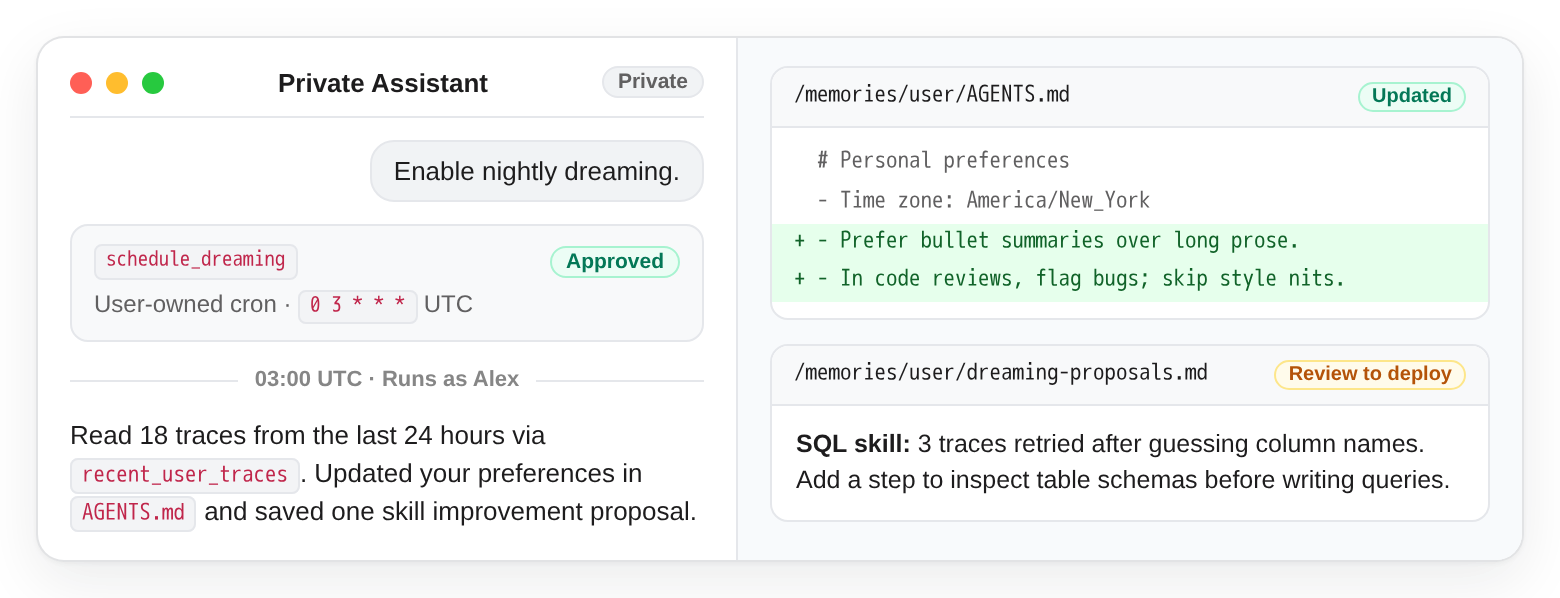 Private Assistant
Private
Enable nightly dreaming.
schedule_dreaming
Approved
User-owned cron · 0 3 * * * UTC
03:00 UTC · Runs as Alex
Read 18 traces from the last 24 hours via
recent_user_traces. Updated your preferences in
AGENTS.md and saved one skill improvement proposal.
/memories/user/AGENTS.md
Updated
# Personal preferences
- Time zone: America/New_York
+ - Prefer bullet summaries over long prose.
+ - In code reviews, flag bugs; skip style nits.
/memories/user/dreaming-proposals.md
Review to deploy
SQL skill: 3 traces retried after guessing column names.
Add a step to inspect table schemas before writing queries.